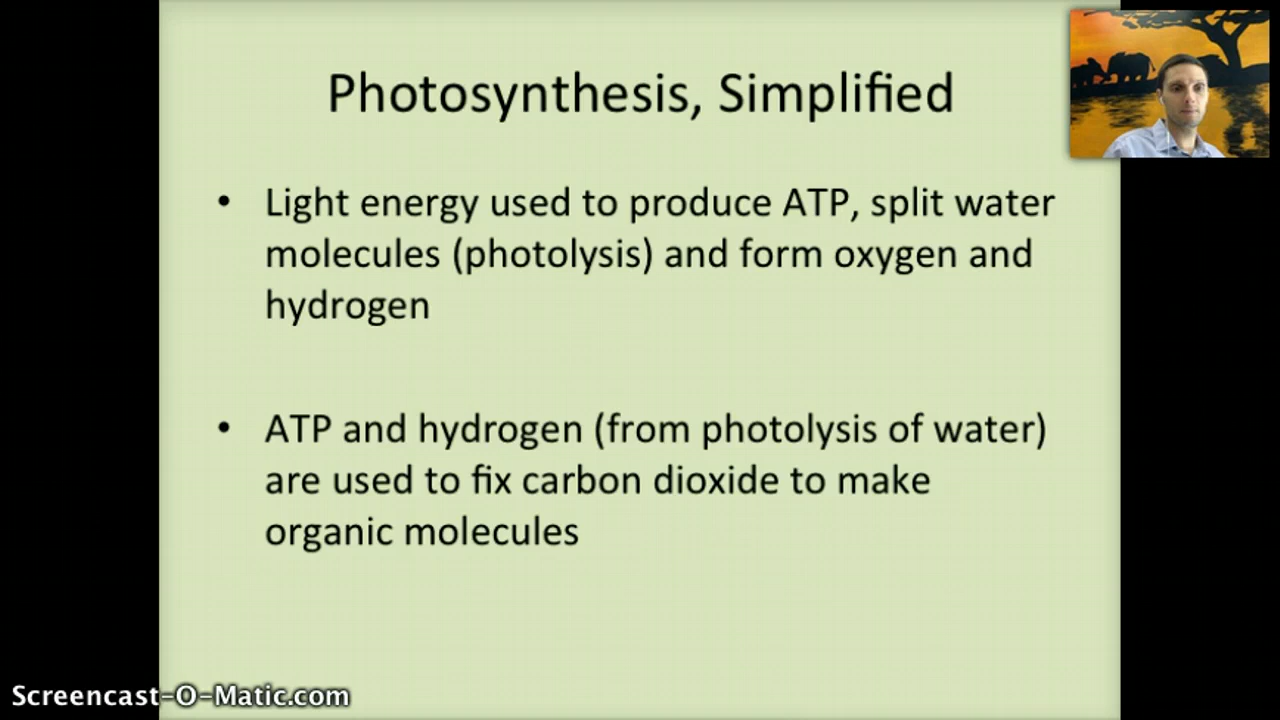 Photosynthesis, Simplified
• Light energy used to produce ATP, split water
molecules (photolysis) and form oxygen and
hydrogen
• ATP and hydrogen (from photolysis of water)
are used to fix carbon dioxide to make
organic molecules
Screencast-O-Matic.com